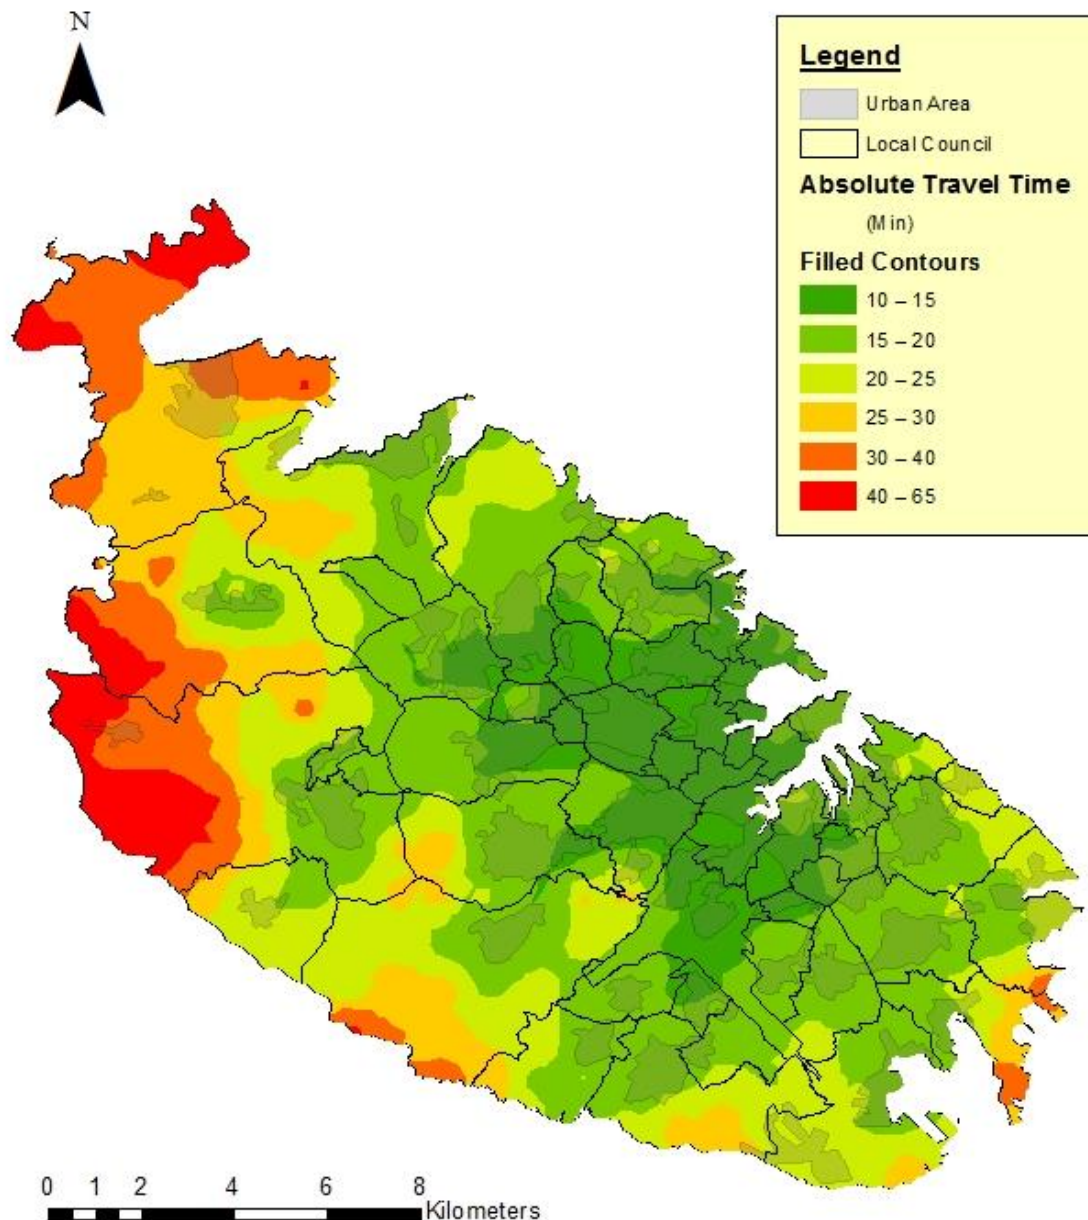 N
Legend
Urban Area
Local Council
Absolute Travel Time
(Min)
Filled Contours
10 – 15
15 – 20
20 – 25
25 – 30
30 – 40
40 – 65
0 1 2 4 6 8
Kilometers